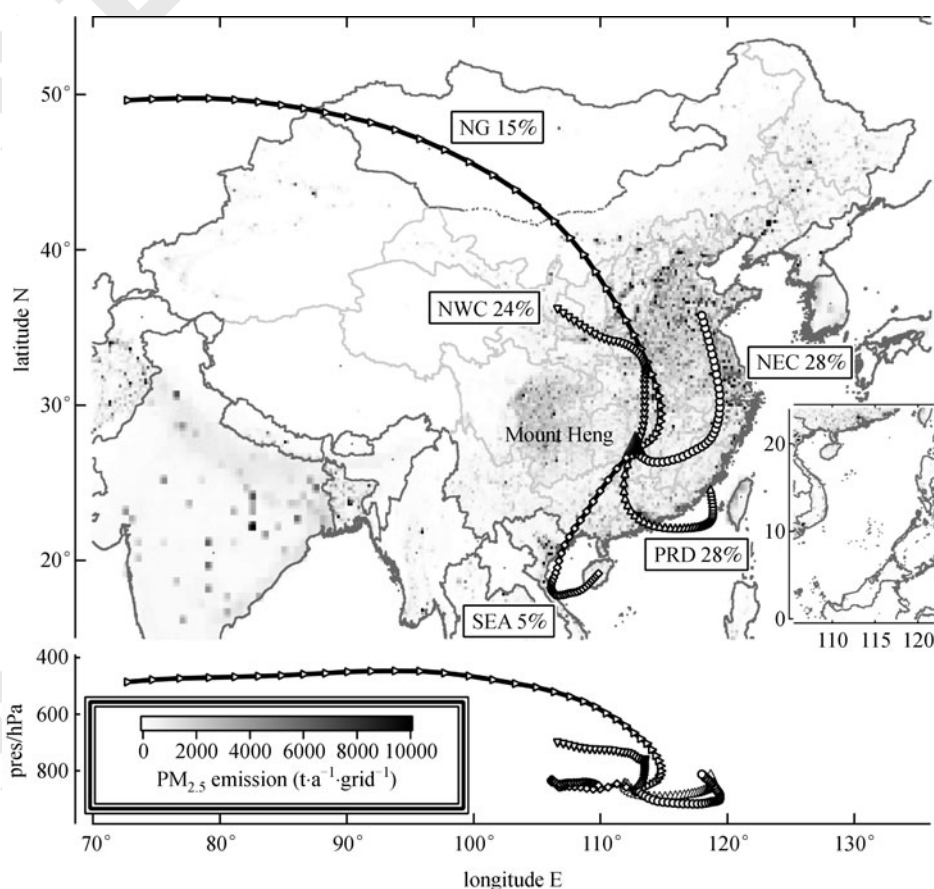 50°
NG 15%
latitude N
40°
NWC 24%
NEC 28%
30°
Mount Heng
20
20°
10
PRD 28%
SEA 5%
0
110 115 120
400
pres/hPa
600
0 2000 4000 6000 8000 10000
800
PM2.5 emission (t·a⁻¹·grid⁻¹)
70° 80° 90° 100° 110° 120° 130°
longitude E